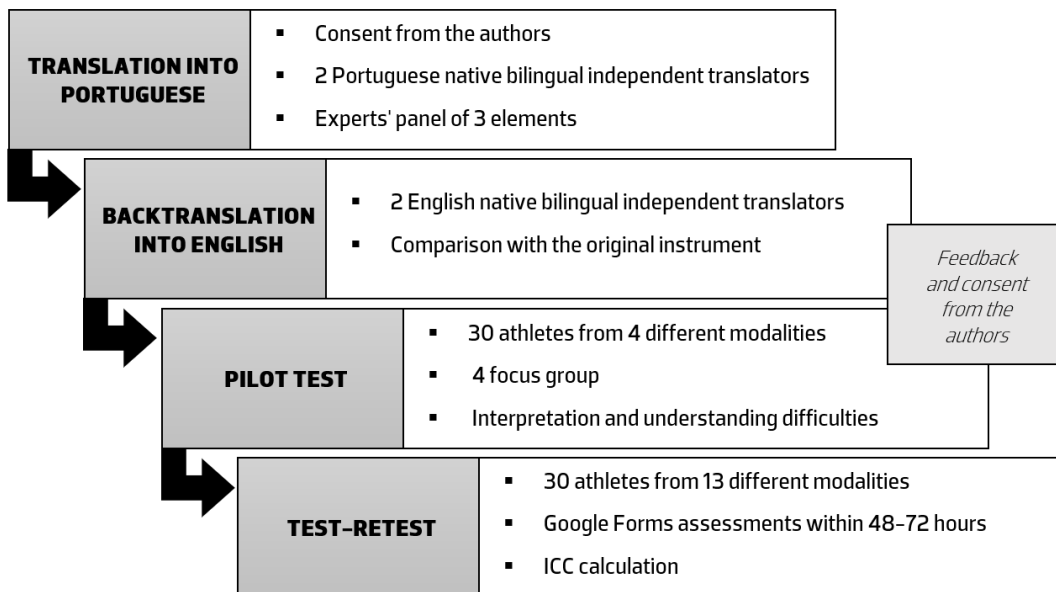 TRANSLATION INTO
PORTUGUESE
▪ Consent from the authors
▪ 2 Portuguese native bilingual independent translators
▪ Experts' panel of 3 elements
BACKTRANSLATION
INTO ENGLISH
▪ 2 English native bilingual independent translators
▪ Comparison with the original instrument
Feedback
and consent
from the
authors
PILOT TEST
▪ 30 athletes from 4 different modalities
▪ 4 focus group
▪ Interpretation and understanding difficulties
TEST–RETEST
▪ 30 athletes from 13 different modalities
▪ Google Forms assessments within 48–72 hours
▪ ICC calculation